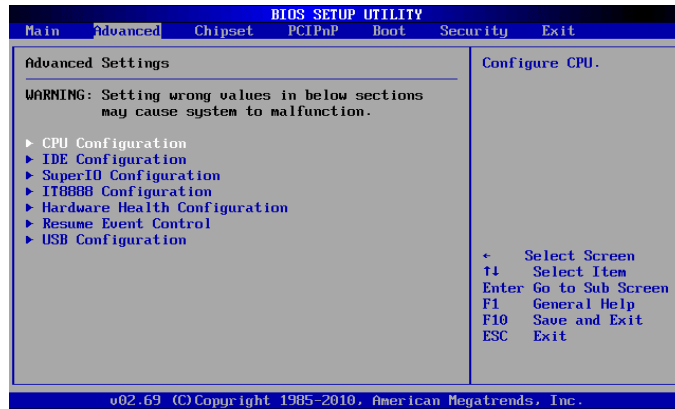 BIOS SETUP UTILITY
Main Advanced Chipset PCIPnP Boot Security Exit
Advanced Settings
WARNING: Setting wrong values in below sections
may cause system to malfunction.
▶ CPU Configuration
▶ IDE Configuration
▶ SuperIO Configuration
▶ IT8888 Configuration
▶ Hardware Health Configuration
▶ Resume Event Control
▶ USB Configuration
Configure CPU.
← Select Screen
↑↓ Select Item
Enter Go to Sub Screen
F1 General Help
F10 Save and Exit
ESC Exit
v02.69 (C)Copyright 1985-2010, American Megatrends, Inc.